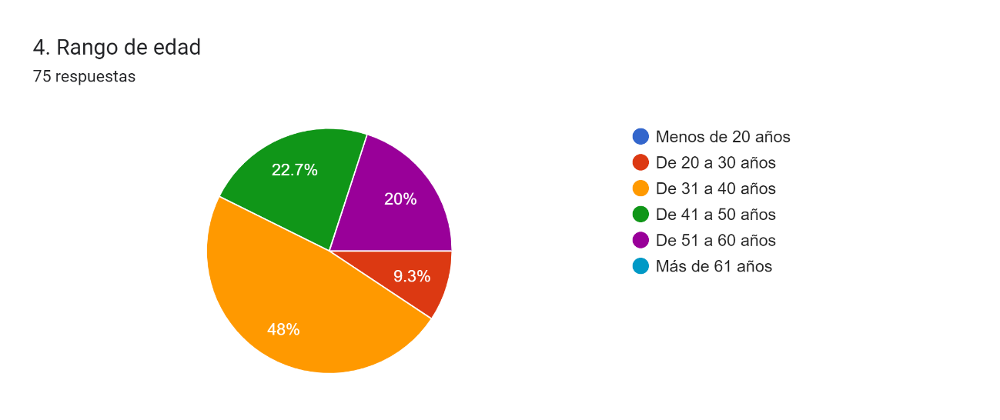 4. Rango de edad
75 respuestas
22.7%
20%
9.3%
48%
Menos de 20 años
De 20 a 30 años
De 31 a 40 años
De 41 a 50 años
De 51 a 60 años
Más de 61 años